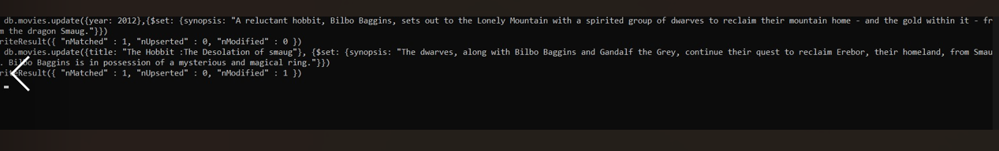 db.movies.update({year: 2012},{$set: {synopsis: "A reluctant hobbit, Bilbo Baggins, sets out to the Lonely Mountain with a spirited group of dwarves to reclaim their mountain home - and the gold within it - fr
m the dragon Smaug."}})
riteResult({ "nMatched" : 1, "nUpserted" : 0, "nModified" : 0 })
db.movies.update({title: "The Hobbit :The Desolation of smaug"}, {$set: {synopsis: "The dwarves, along with Bilbo Baggins and Gandalf the Grey, continue their quest to reclaim Erebor, their homeland, from Smau
. Bilbo Baggins is in possession of a mysterious and magical ring."}})
riteResult({ "nMatched" : 1, "nUpserted" : 0, "nModified" : 1 })